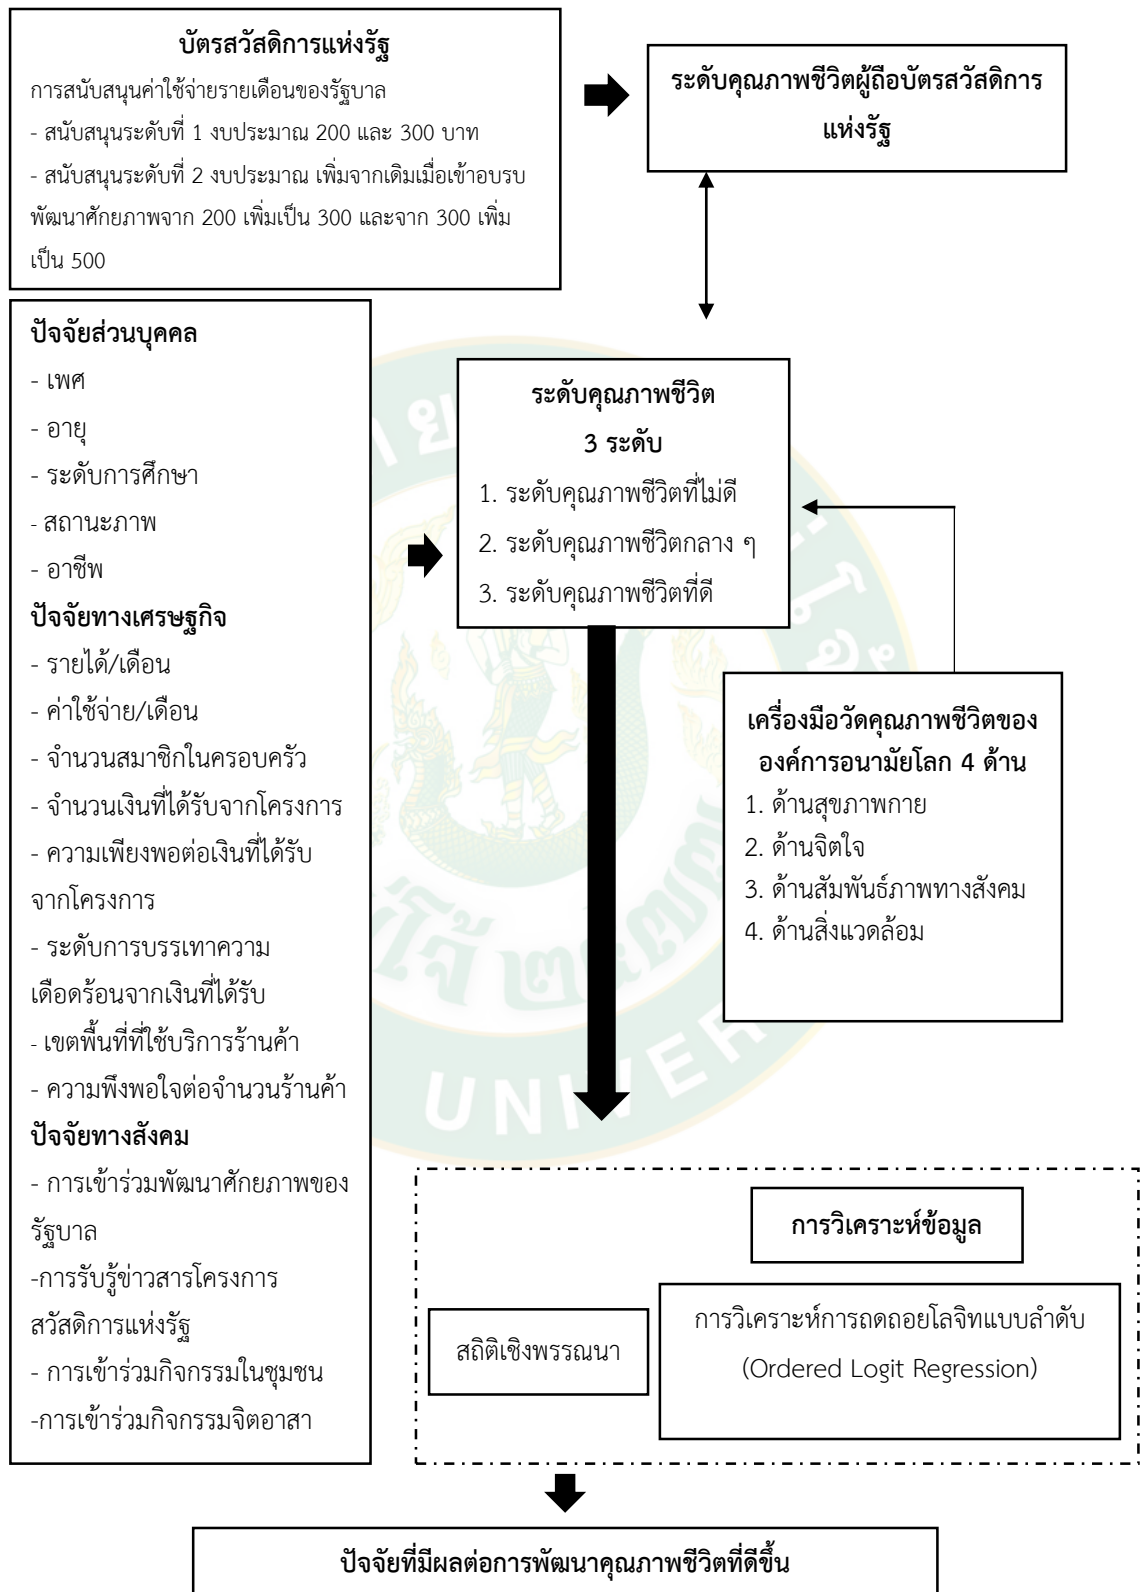 บัตรสวัสดิการแห่งรัฐ
การสนับสนุนค่าใช้จ่ายรายเดือนของรัฐบาล
- สนับสนุนระดับที่ 1 งบประมาณ 200 และ 300 บาท
- สนับสนุนระดับที่ 2 งบประมาณ เพิ่มจากเดิมเมื่อเข้าอบรบ
พัฒนาศักยภาพจาก 200 เพิ่มเป็น 300 และจาก 300 เพิ่ม
เป็น 500
ระดับคุณภาพชีวิตผู้ถือบัตรสวัสดิการ
แห่งรัฐ
ปัจจัยส่วนบุคคล
- เพศ
- อายุ
- ระดับการศึกษา
- สถานะภาพ
- อาชีพ
ปัจจัยทางเศรษฐกิจ
- รายได้/เดือน
- ค่าใช้จ่าย/เดือน
- จำนวนสมาชิกในครอบครัว
- จำนวนเงินที่ได้รับจากโครงการ
- ความเพียงพอต่อเงินที่ได้รับ
จากโครงการ
- ระดับการบรรเทาความ
เดือดร้อนจากเงินที่ได้รับ
- เขตพื้นที่ที่ใช้บริการร้านค้า
- ความพึงพอใจต่อจำนวนร้านค้า
ปัจจัยทางสังคม
- การเข้าร่วมพัฒนาศักยภาพของ
รัฐบาล
-การรับรู้ข่าวสารโครงการ
สวัสดิการแห่งรัฐ
- การเข้าร่วมกิจกรรมในชุมชน
-การเข้าร่วมกิจกรรมจิตอาสา
ระดับคุณภาพชีวิต
3 ระดับ
1. ระดับคุณภาพชีวิตที่ไม่ดี
2. ระดับคุณภาพชีวิตกลาง ๆ
3. ระดับคุณภาพชีวิตที่ดี
เครื่องมือวัดคุณภาพชีวิตของ
องค์การอนามัยโลก 4 ด้าน
1. ด้านสุขภาพกาย
2. ด้านจิตใจ
3. ด้านสัมพันธ์ภาพทางสังคม
4. ด้านสิ่งแวดล้อม
การวิเคราะห์ข้อมูล
สถิติเชิงพรรณนา
การวิเคราะห์การถดถอยโลจิทแบบลำดับ
(Ordered Logit Regression)
ปัจจัยที่มีผลต่อการพัฒนาคุณภาพชีวิตที่ดีขึ้น